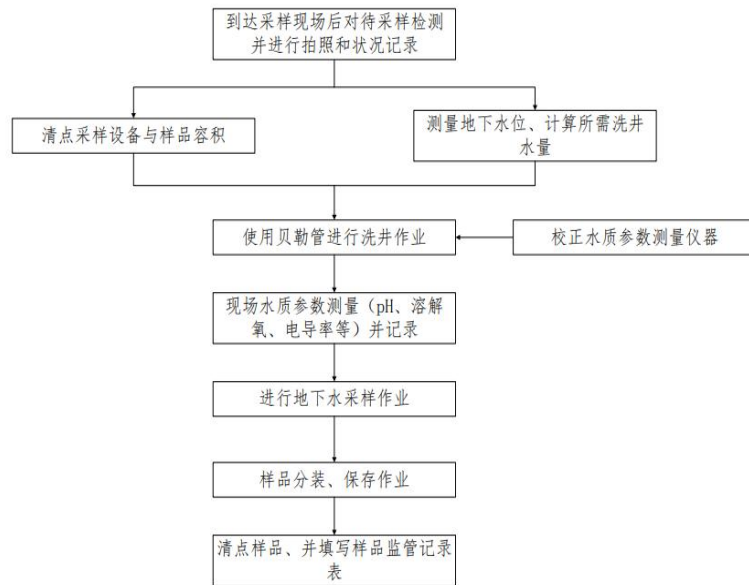 到达采样现场后对待采样检测
并进行拍照和状况记录
清点采样设备与样品容积
测量地下水位、计算所需洗井
水量
使用贝勒管进行洗井作业
校正水质参数测量仪器
现场水质参数测量（pH、溶解
氧、电导率等）并记录
进行地下水采样作业
样品分装、保存作业
清点样品、并填写样品监管记录
表